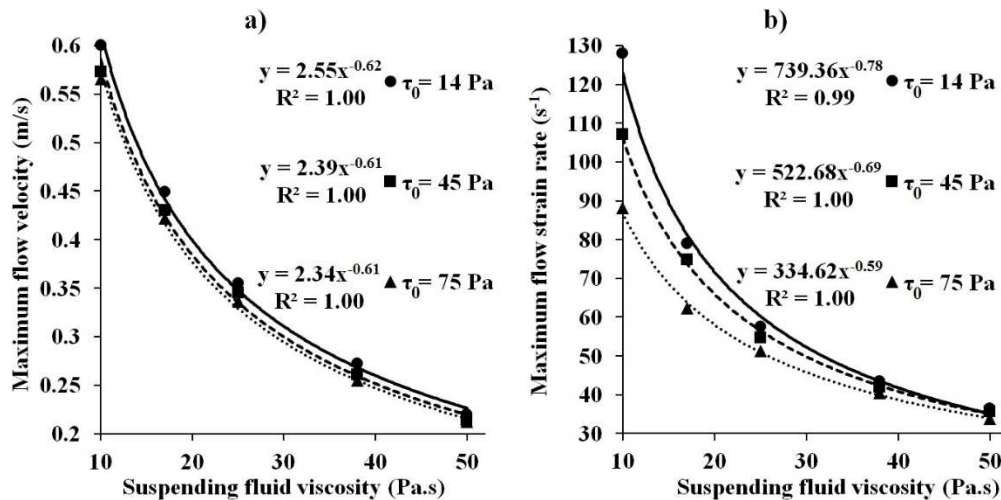 a)
Maximum flow velocity (m/s)
0.6
0.55
0.5
0.45
0.4
0.35
0.3
0.25
0.2
10 20 30 40 50
Suspending fluid viscosity (Pa.s)
y = 2.55x⁻⁰·⁶²
R² = 1.00
τ₀= 14 Pa
y = 2.39x⁻⁰·⁶¹
R² = 1.00
τ₀= 45 Pa
y = 2.34x⁻⁰·⁶¹
R² = 1.00
τ₀= 75 Pa
b)
Maximum flow strain rate (s⁻¹)
130
120
110
100
90
80
70
60
50
40
30
10 20 30 40 50
Suspending fluid viscosity (Pa.s)
y = 739.36x⁻⁰·⁷⁸
R² = 0.99
τ₀= 14 Pa
y = 522.68x⁻⁰·⁶⁹
R² = 1.00
τ₀= 45 Pa
y = 334.62x⁻⁰·⁵⁹
R² = 1.00
τ₀= 75 Pa